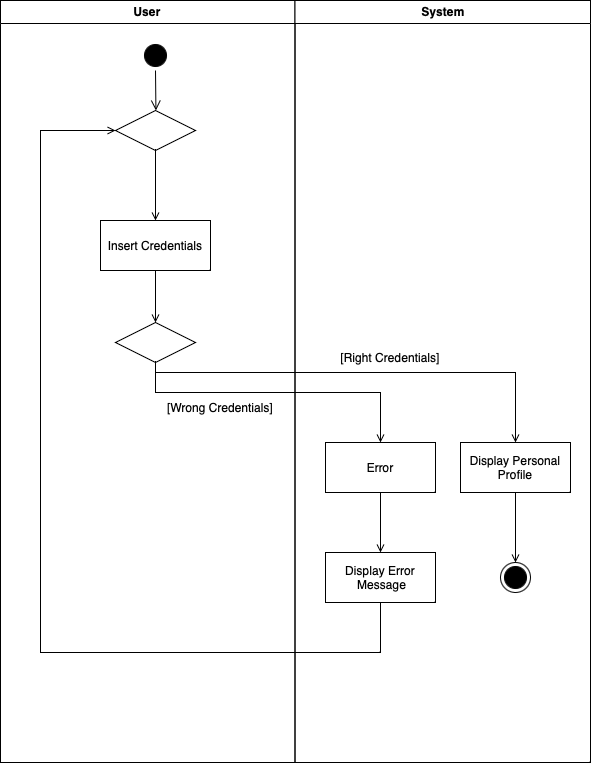 User
System
Insert Credentials
[Right Credentials]
[Wrong Credentials]
Error
Display Personal
Profile
Display Error
Message